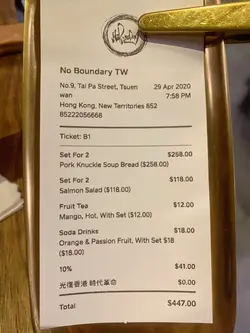 No Boundary TW
No.9, Tai Pa Street, Tsuen wan
29 Apr 2020
7:58 PM
Hong Kong, New Territories 852
85222056668
Ticket: B1
Set For 2 $258.00
Pork Knuckle Soup Bread ($258.00)
Set For 2 $118.00
Salmon Salad ($118.00)
Fruit Tea $12.00
Mango, Hot, With Set ($12.00)
Soda Drinks $18.00
Orange & Passion Fruit, With Set $18
($18.00)
10% $41.00
光復香港 時代革命 $0.00
Total $447.00